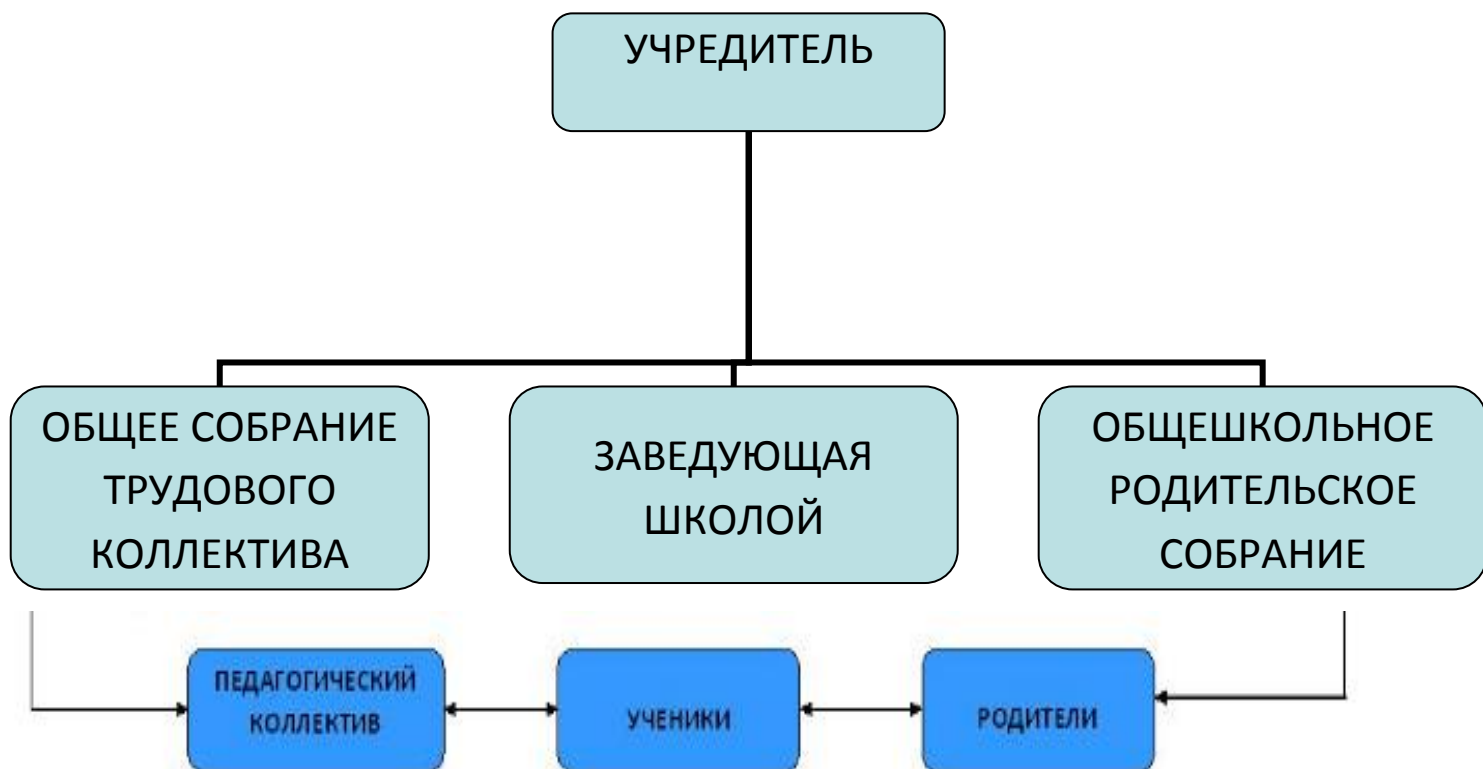 УЧРЕДИТЕЛЬ
ОБЩЕЕ СОБРАНИЕ
ТРУДОВОГО
КОЛЛЕКТИВА
ЗАВЕДУЮЩАЯ
ШКОЛОЙ
ОБЩЕШКОЛЬНОЕ
РОДИТЕЛЬСКОЕ
СОБРАНИЕ
ПЕДАГОГИЧЕСКИЙ
КОЛЛЕКТИВ
УЧЕНИКИ
РОДИТЕЛИ